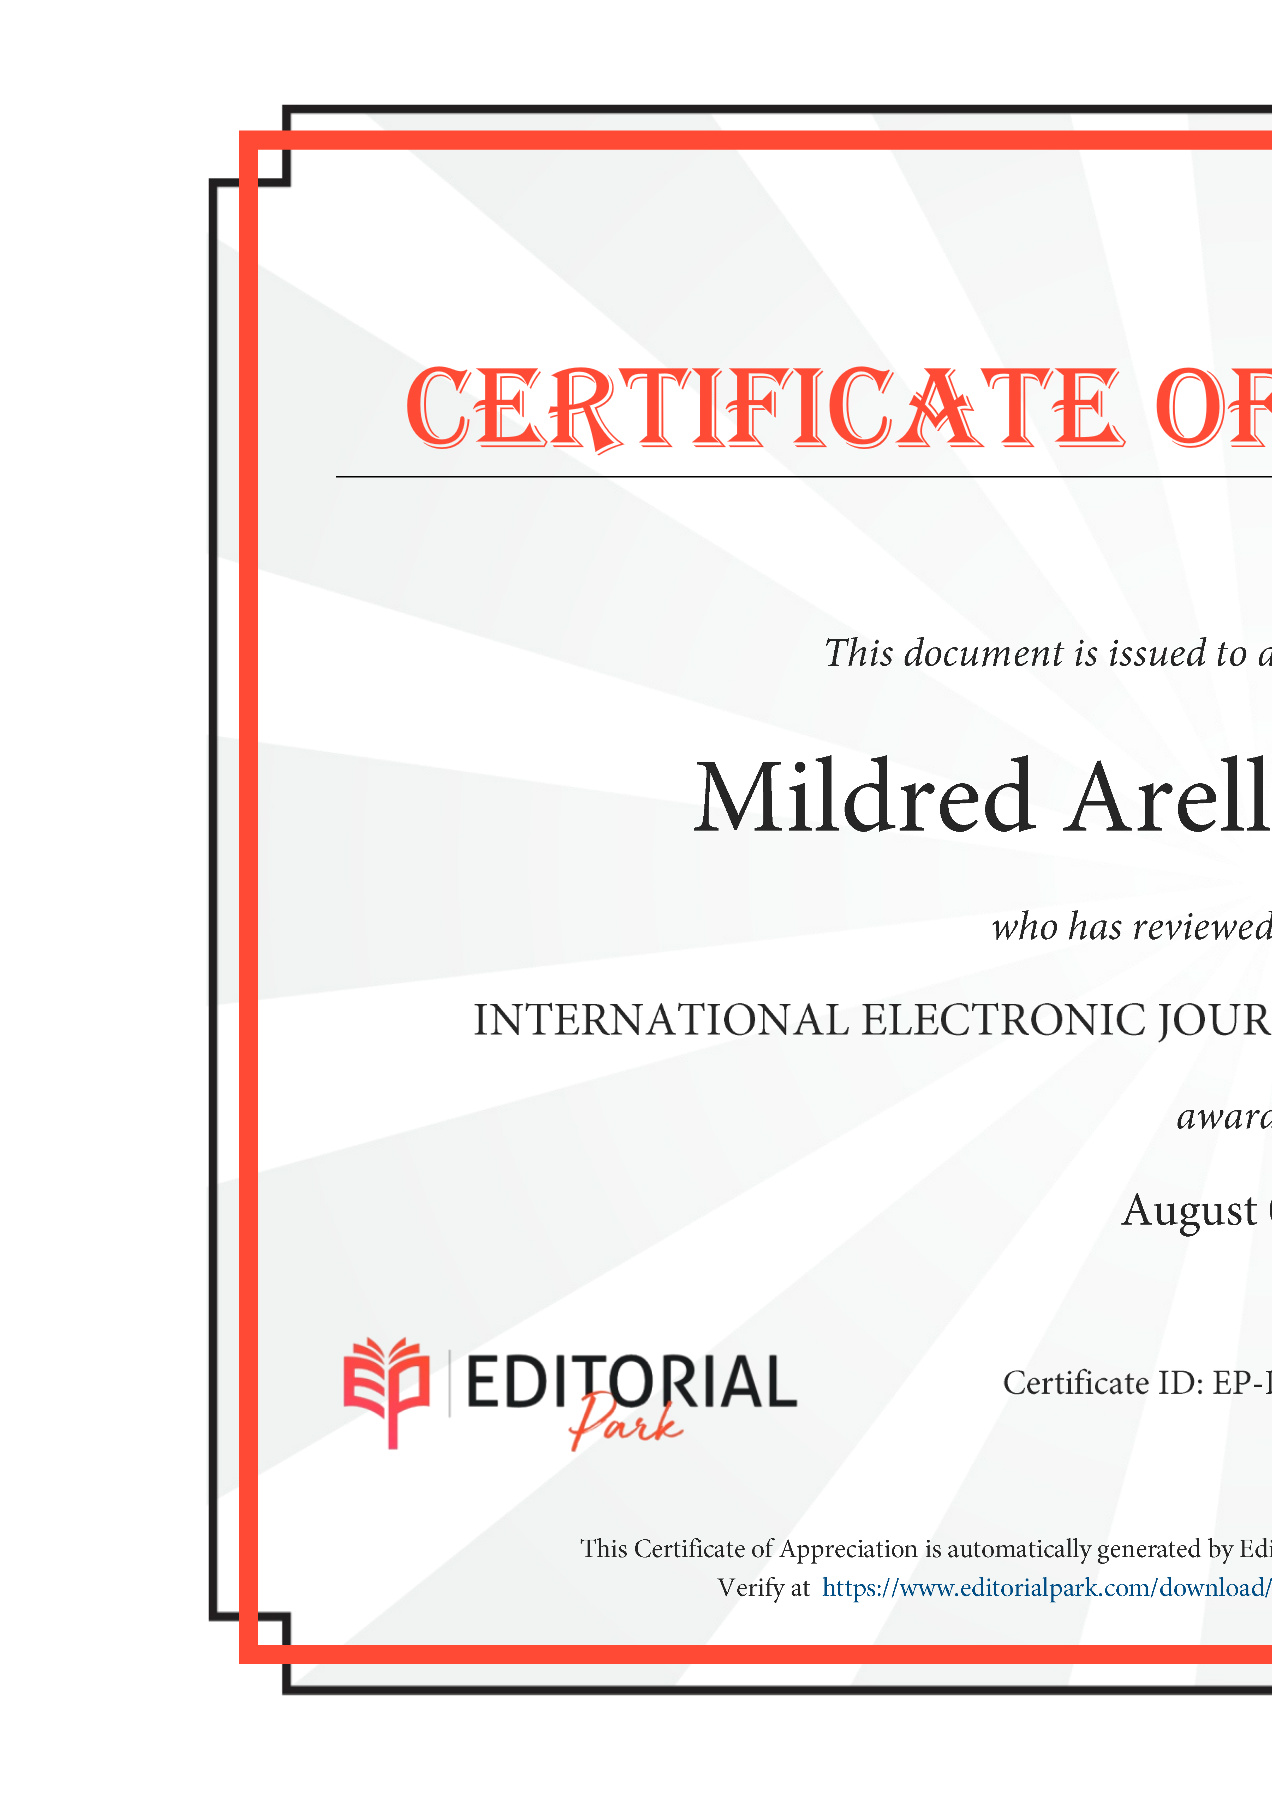 CERTIFICATE OF
This document is issued to
Mildred Arell
who has reviewed
INTERNATIONAL ELECTRONIC JOUR
awar
August
EDITORIAL
Park
Certificate ID: EP-
This Certificate of Appreciation is automatically generated by Edi
Verify at https://www.editorialpark.com/download/